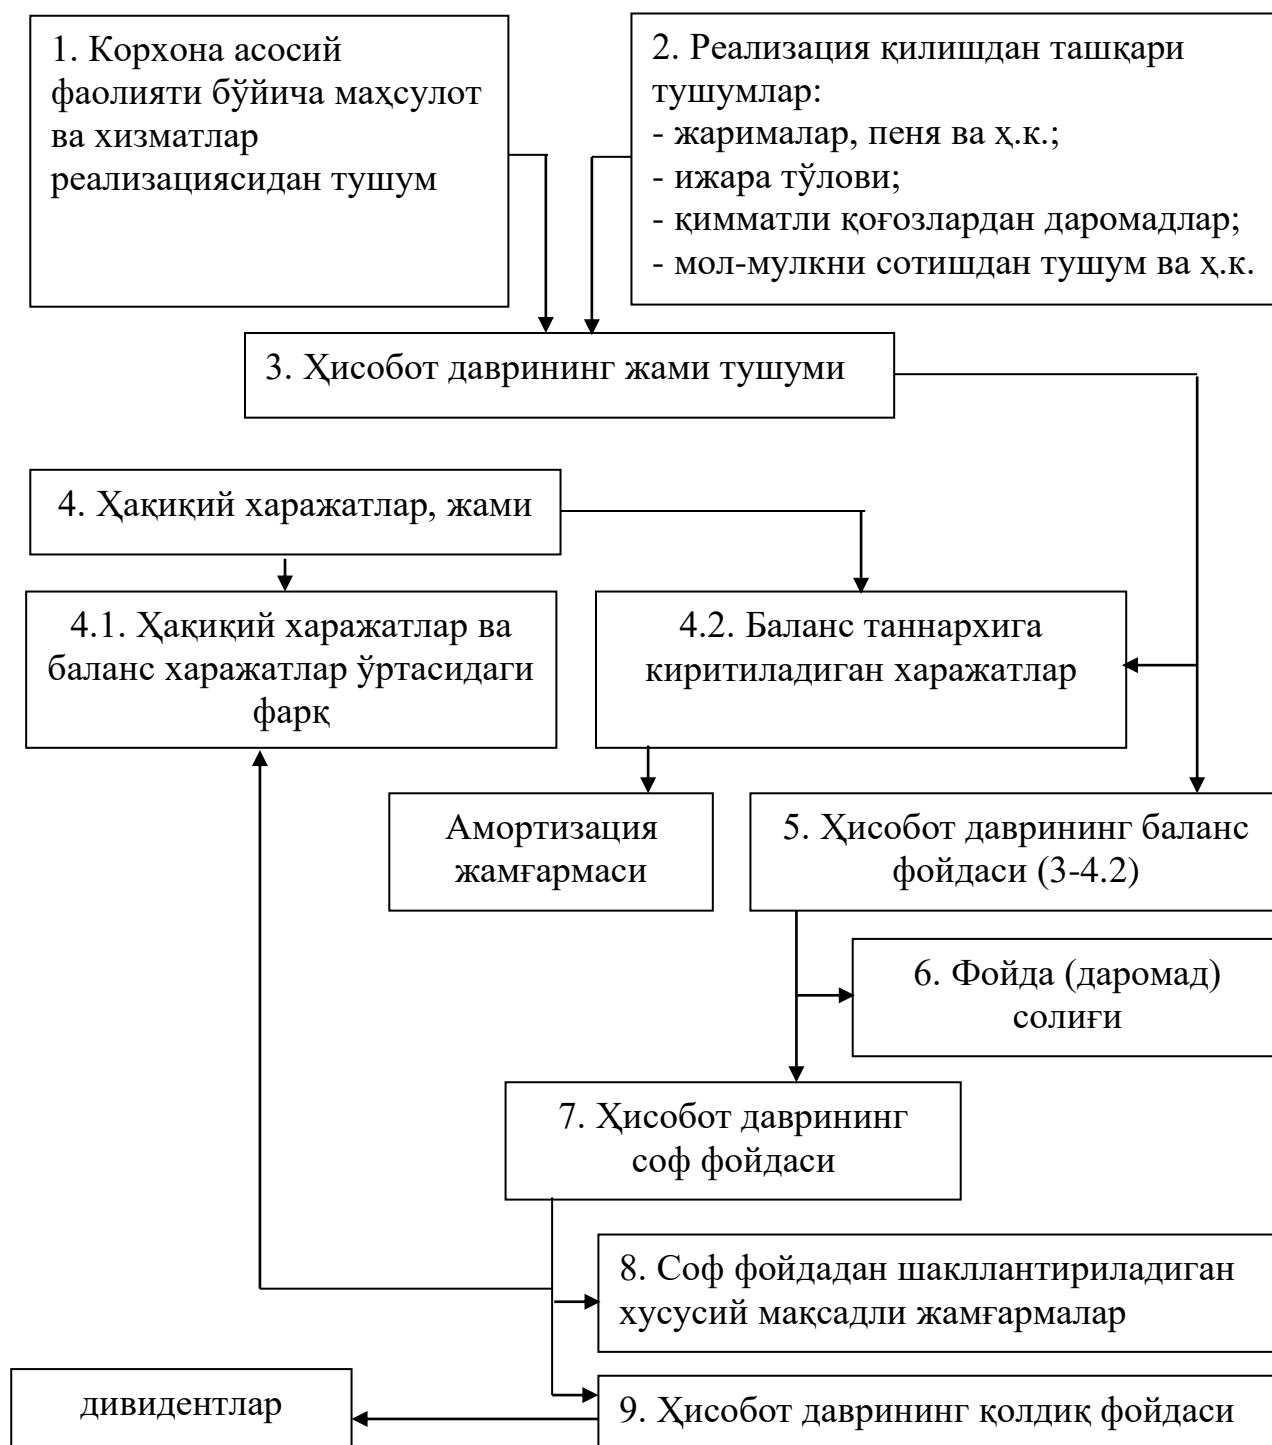 1. Корхона асосий
фаолияти бўйича маҳсулот
ва хизматлар
реализациясидан тушум
2. Реализация қилишдан ташқари
тушумлар:
- жарималар, пеня ва ҳ.к.;
- ижара тўлови;
- қимматли қоғозлардан даромадлар;
- мол-мулкни сотишдан тушум ва ҳ.к.
3. Ҳисобот даврининг жами тушуми
4. Ҳақиқий харажатлар, жами
4.1. Ҳақиқий харажатлар ва
баланс харажатлар ўртасидаги
фарқ
4.2. Баланс таннархига
киритиладиган харажатлар
Амортизация
жамғармаси
5. Ҳисобот даврининг баланс
фойдаси (3-4.2)
6. Фойда (даромад)
солиғи
7. Ҳисобот даврининг
соф фойдаси
8. Соф фойдадан шакллантириладиган
хусусий мақсадли жамғармалар
дивидентлар
9. Ҳисобот даврининг қолдиқ фойдаси